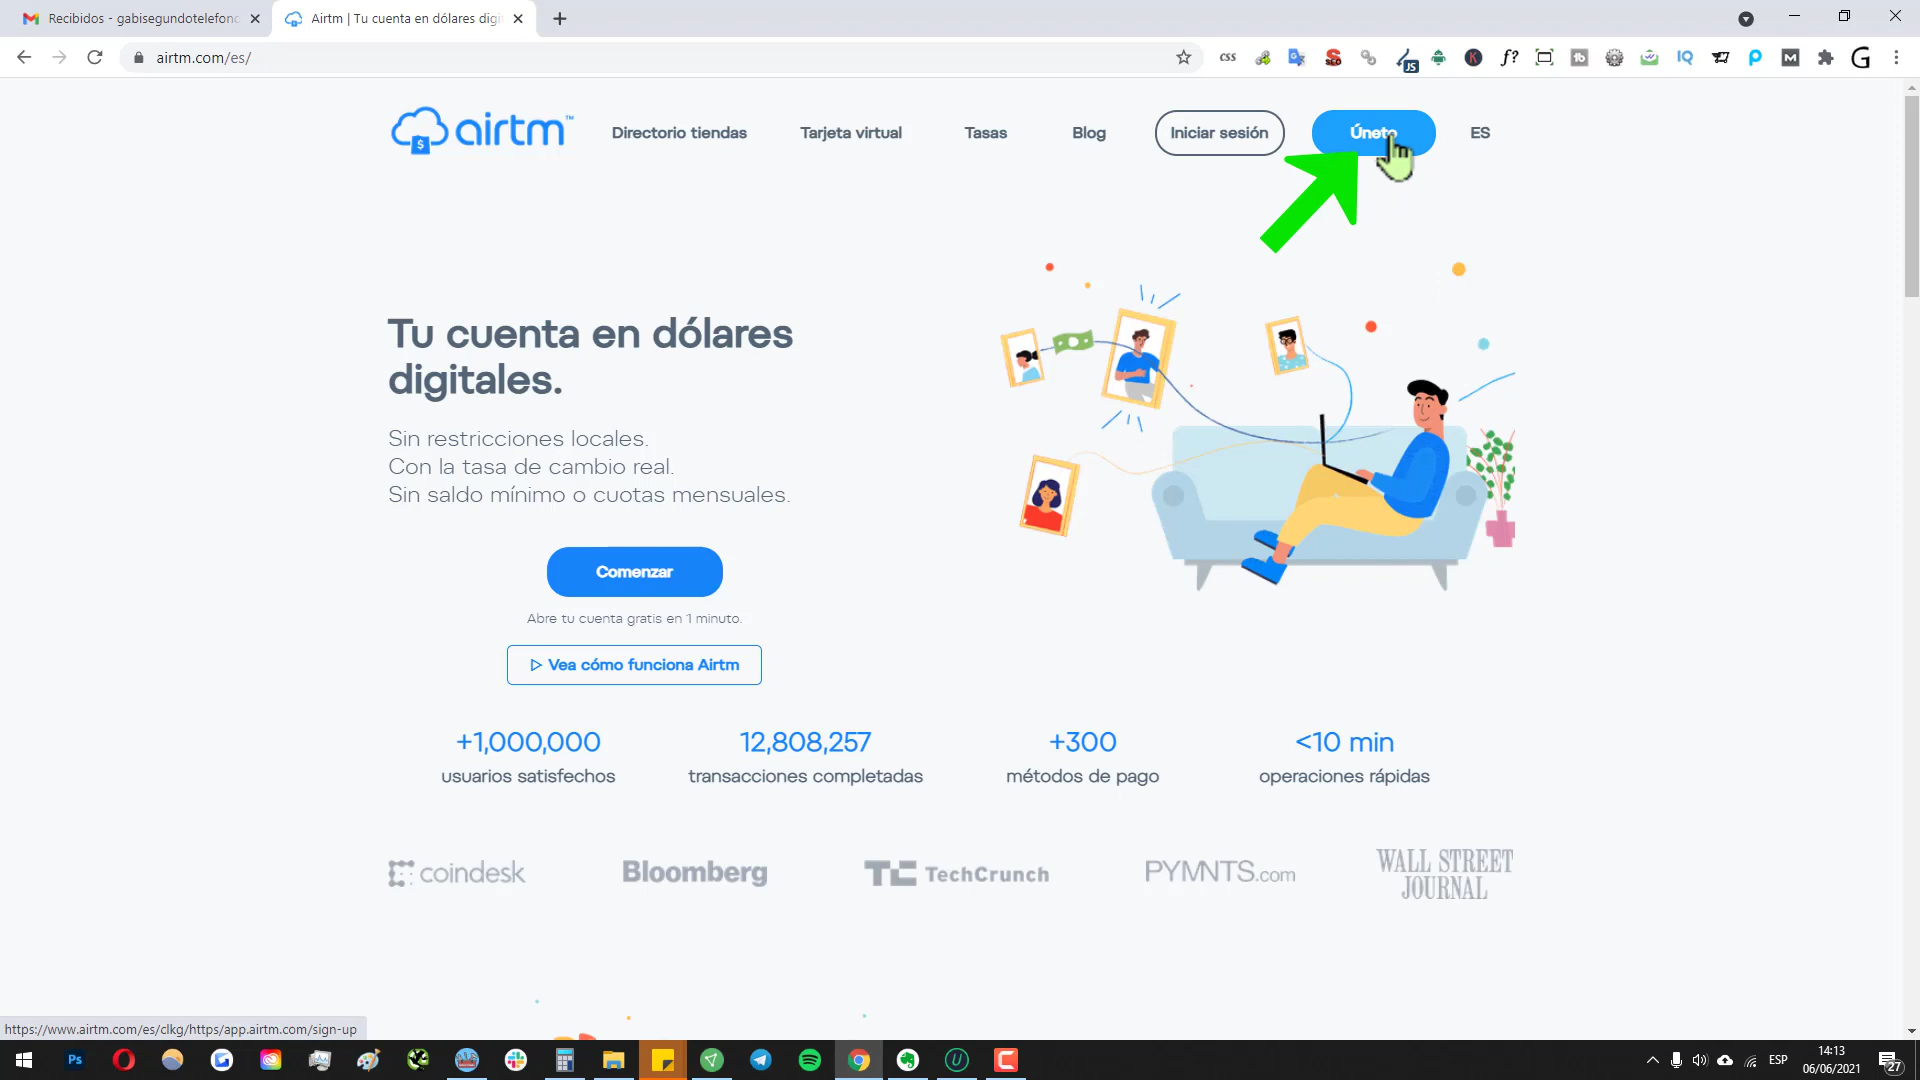 Recibidos - gabisegundotelefono
Airtm | Tu cuenta en dólares digi
airtm.com/es/
airtm™
Directorio tiendas
Tarjeta virtual
Tasas
Blog
Iniciar sesión
Únete
ES
Tu cuenta en dólares
digitales.
Sin restricciones locales.
Con la tasa de cambio real.
Sin saldo mínimo o cuotas mensuales.
Comenzar
Abre tu cuenta gratis en 1 minuto.
Vea cómo funciona Airtm
+1,000,000
usuarios satisfechos
12,808,257
transacciones completadas
+300
métodos de pago
<10 min
operaciones rápidas
coindesk
Bloomberg
TC TechCrunch
PYMNTS.com
WALL STREET
JOURNAL
https://www.airtm.com/es/clkg/https/app.airtm.com/sign-up
ESP
14:13
06/06/2021
27